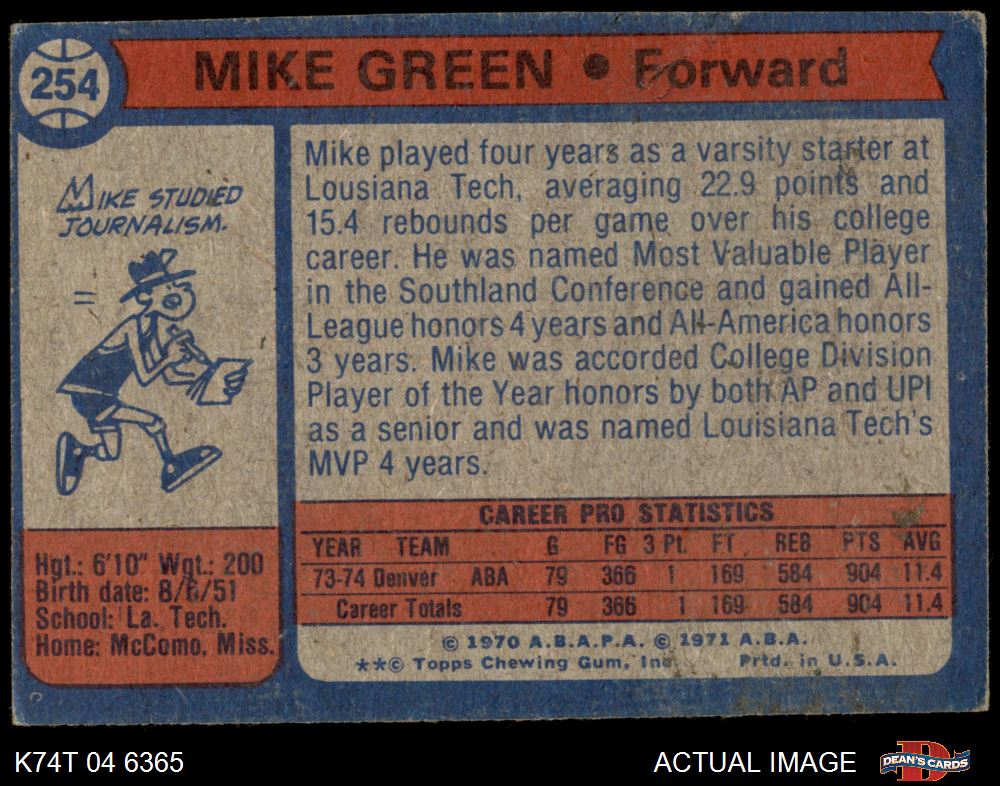 254
MIKE GREEN • Forward
MIKE STUDIED
JOURNALISM.
Mike played four years as a varsity starter at
Lousiana Tech, averaging 22.9 points and
15.4 rebounds per game over his college
career. He was named Most Valuable Player
in the Southland Conference and gained All-
League honors 4 years and All-America honors
3 years. Mike was accorded College Division
Player of the Year honors by both AP and UPI
as a senior and was named Louisiana Tech's
MVP 4 years.
Hgt.: 6'10" Wgt.: 200
Birth date: 8/6/51
School: La. Tech.
Home: McComo, Miss.
CAREER PRO STATISTICS
YEAR TEAM G FG 3 Pt. FT REB PTS AVG
73-74 Denver ABA 79 366 1 169 584 904 11.4
Career Totals 79 366 1 169 584 904 11.4
© 1970 A.B.A.P.A. © 1971 A.B.A.
**© Topps Chewing Gum, Inc Prtd. in U.S.A.
K74T 04 6365
ACTUAL IMAGE
DEAN'S CARDS